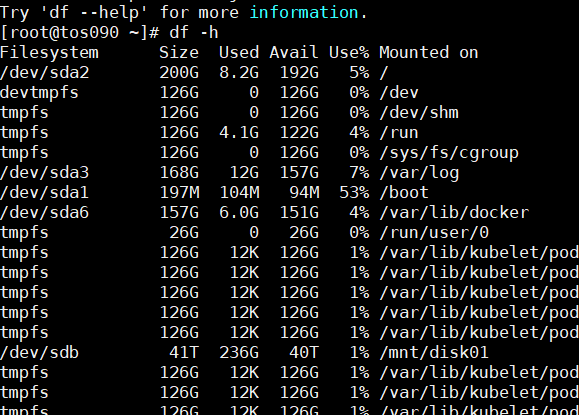 Try 'df --help' for more information.
[root@tos090 ~]# df -h
Filesystem      Size  Used Avail Use% Mounted on
/dev/sda2       200G  8.2G  192G   5% /
devtmpfs        126G     0  126G   0% /dev
tmpfs           126G     0  126G   0% /dev/shm
tmpfs           126G  4.1G  122G   4% /run
tmpfs           126G     0  126G   0% /sys/fs/cgroup
/dev/sda3       168G   12G  157G   7% /var/log
/dev/sda1       197M  104M   94M  53% /boot
/dev/sda6       157G  6.0G  151G   4% /var/lib/docker
tmpfs            26G     0   26G   0% /run/user/0
tmpfs           126G   12K  126G   1% /var/lib/kubelet/pod
tmpfs           126G   12K  126G   1% /var/lib/kubelet/pod
tmpfs           126G   12K  126G   1% /var/lib/kubelet/pod
tmpfs           126G   12K  126G   1% /var/lib/kubelet/pod
tmpfs           126G   12K  126G   1% /var/lib/kubelet/pod
/dev/sdb         41T  236G   40T   1% /mnt/disk01
tmpfs           126G   12K  126G   1% /var/lib/kubelet/pod
tmpfs           126G   12K  126G   1% /var/lib/kubelet/pod
tmpfs           126G   12K  126G   1% /var/lib/kubelet/pod